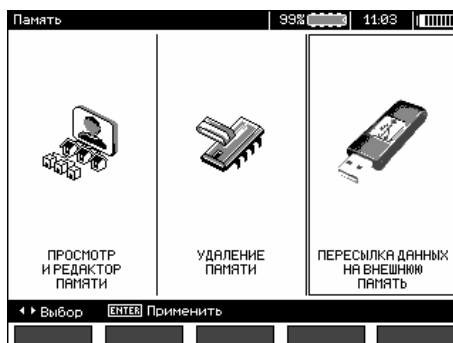 Память 99% 11:03
ПРОСМОТР
И РЕДАКТОР
ПАМЯТИ
УДАЛЕНИЕ
ПАМЯТИ
ПЕРЕСЫЛКА ДАННЫХ
НА ВНЕШНЮЮ
ПАМЯТЬ
Выбор ENTER Применить